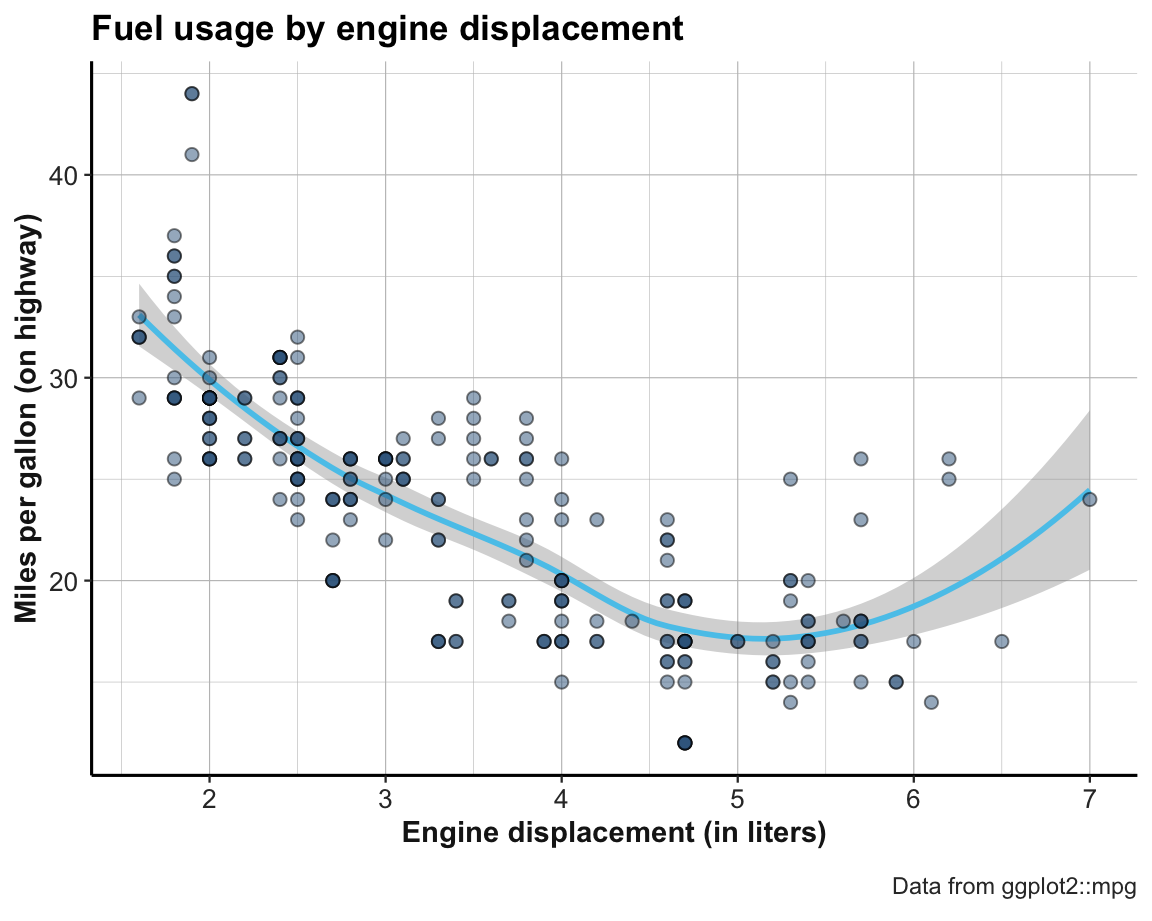 Fuel usage by engine displacement
Miles per gallon (on highway)
40
30
20
2 3 4 5 6 7
Engine displacement (in liters)
Data from ggplot2::mpg